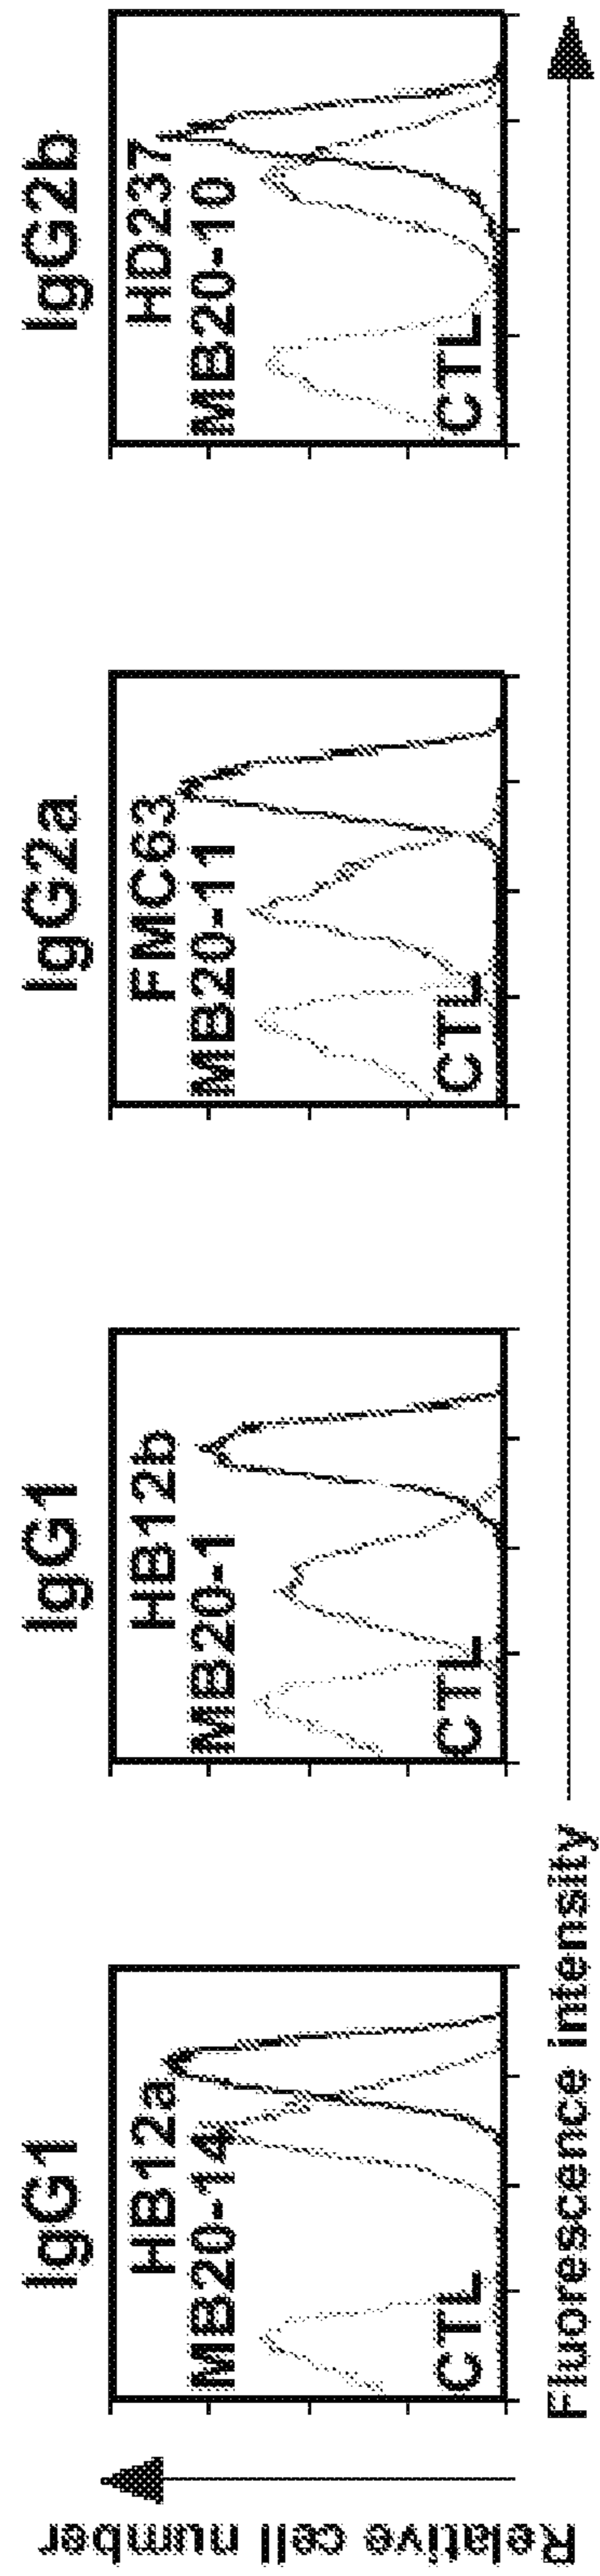 IgG1
HB12a
MB20-14
CTL
IgG1
HB12b
MB20-1
CTL
IgG2a
FMC63
MB20-11
CTL
IgG2b
HD237
MB20-10
CTL
Relative cell number
Fluorescence intensity